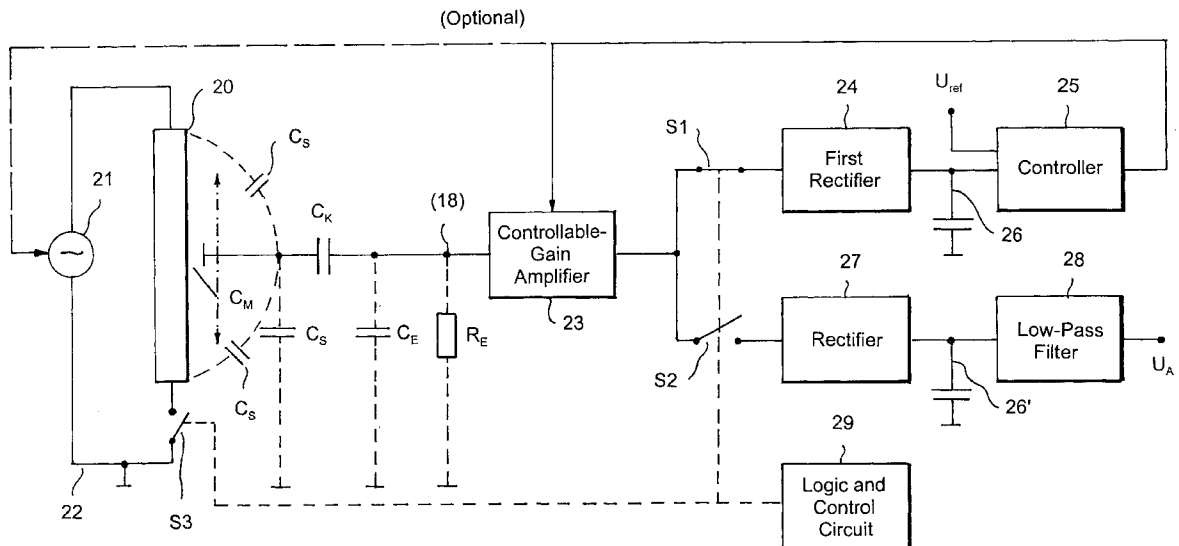 (Optional)
20
24
25
U_ref
S1
C_S
21
First
Rectifier
Controller
C_K
(18)
Controllable-
Gain
Amplifier
26
C_M
27
28
23
C_S
C_E
R_E
Rectifier
Low-Pass
Filter
S2
U_A
C_S
26'
29
22
S3
Logic and
Control
Circuit